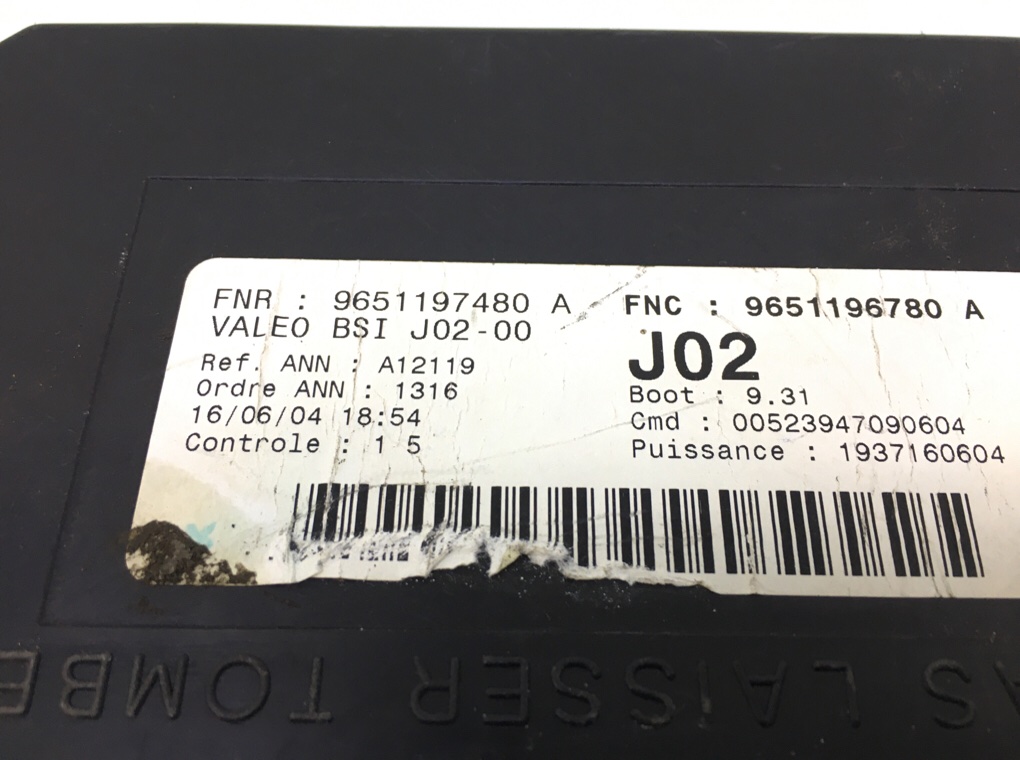 FNR : 9651197480 A
VALEO BSI J02-00
Ref. ANN : A12119
Ordre ANN : 1316
16/06/04 18:54
Controle : 1 5
FNC : 9651196780 A
J02
Boot : 9.31
Cmd : 00523947090604
Puissance : 1937160604
AS LAISSER TOMBE